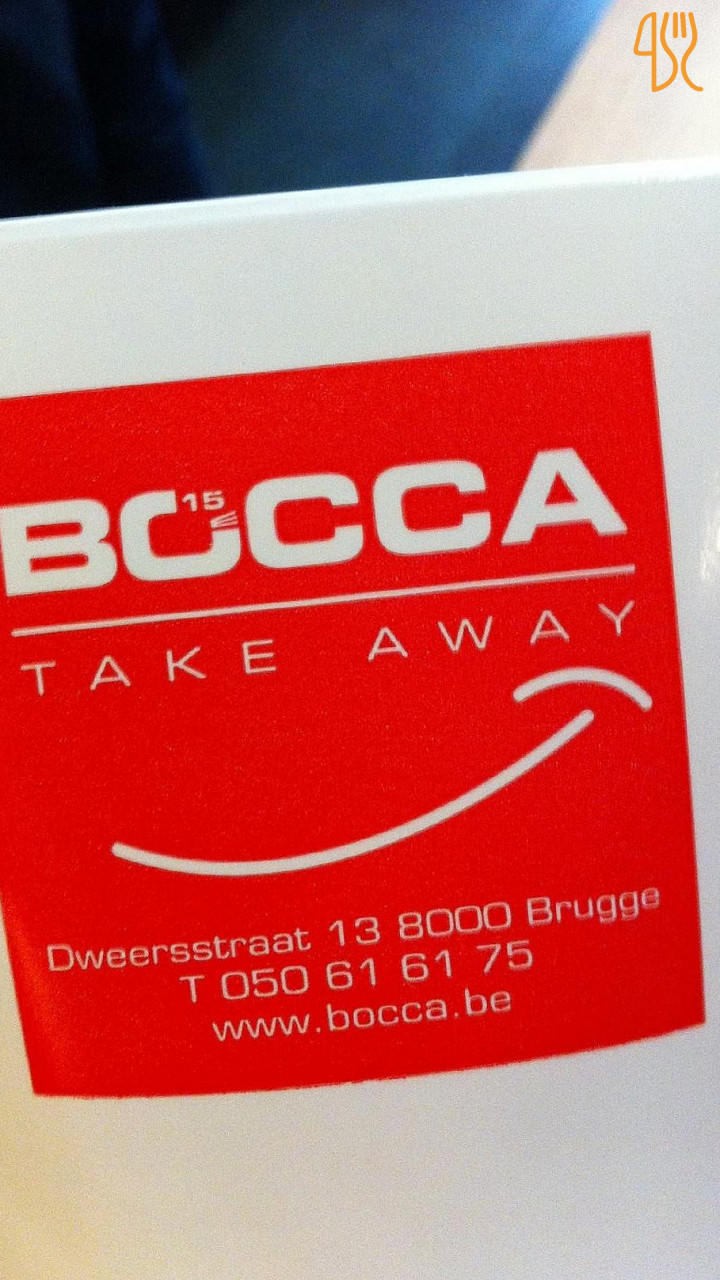 BOCCA
15
TAKE AWAY
Dweersstraat 13 8000 Brugge
T 050 61 61 75
www.bocca.be